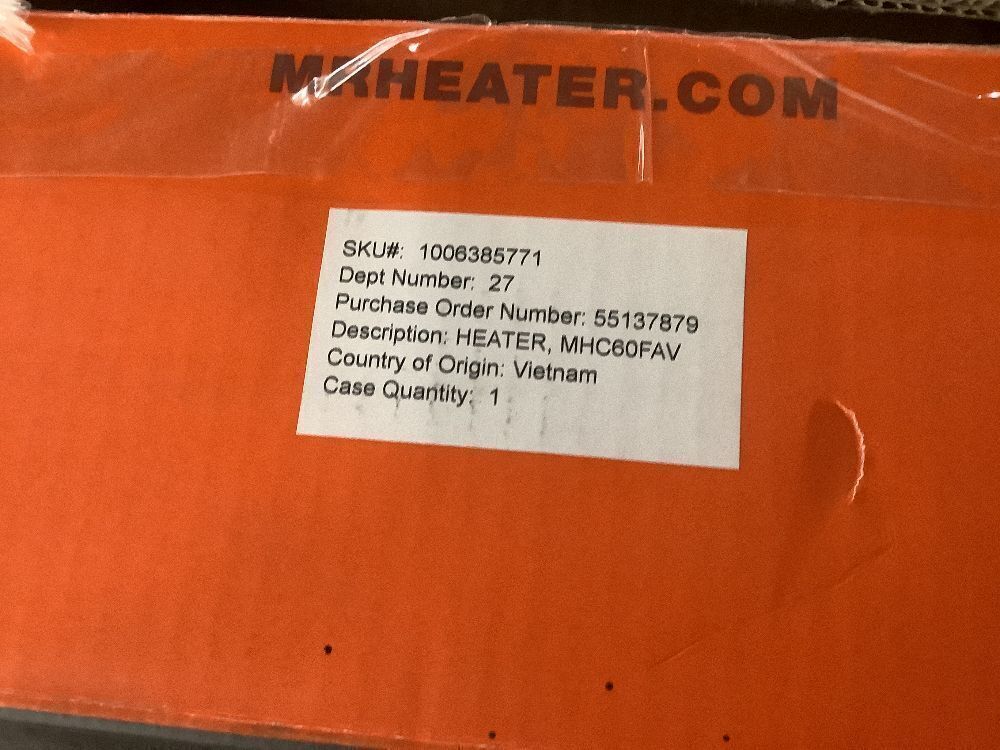 MRHEATER.COM
SKU#: 1006385771
Dept Number: 27
Purchase Order Number: 55137879
Description: HEATER, MHC60FAV
Country of Origin: Vietnam
Case Quantity: 1